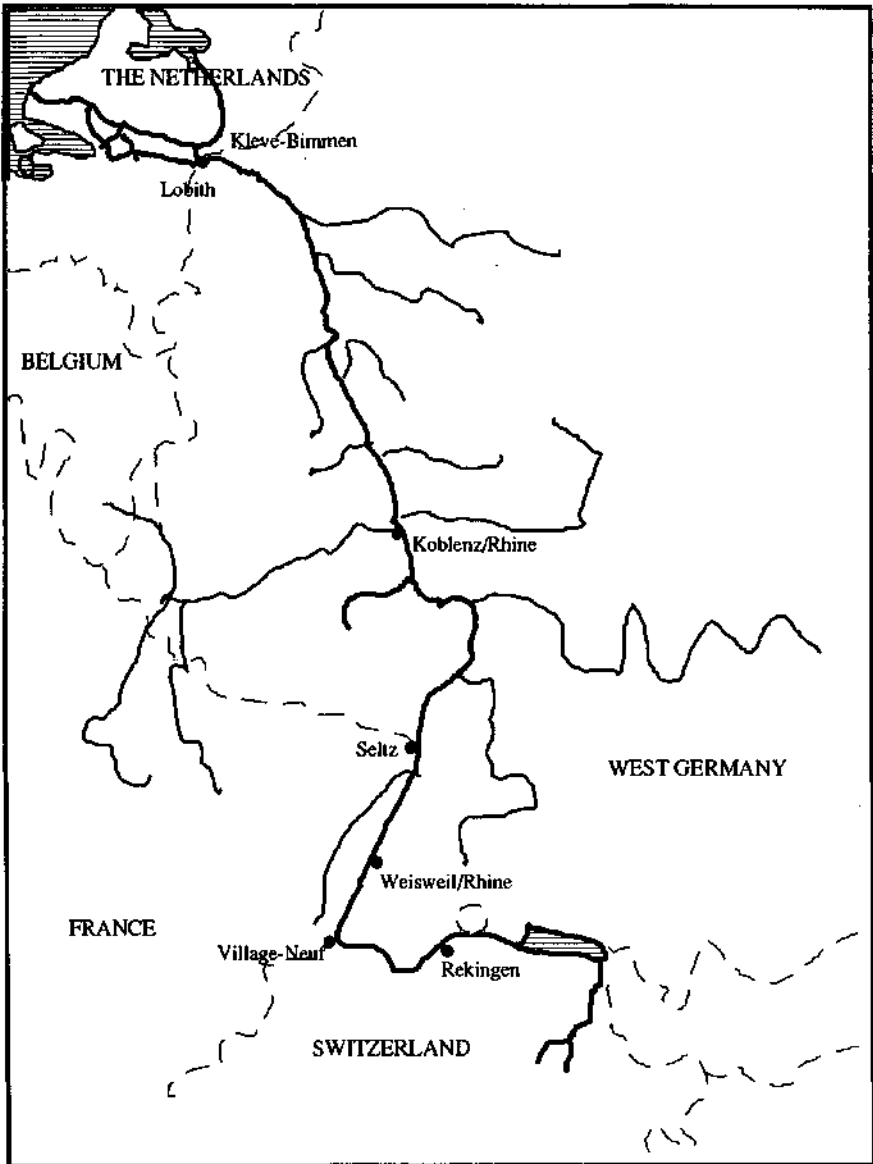 THE NETHERLANDS
Kleve-Bimmen
Lobith
BELGIUM
Koblenz/Rhine
Seltz
WEST GERMANY
Weisweil/Rhine
FRANCE
Village-Neuf
Rekingen
SWITZERLAND